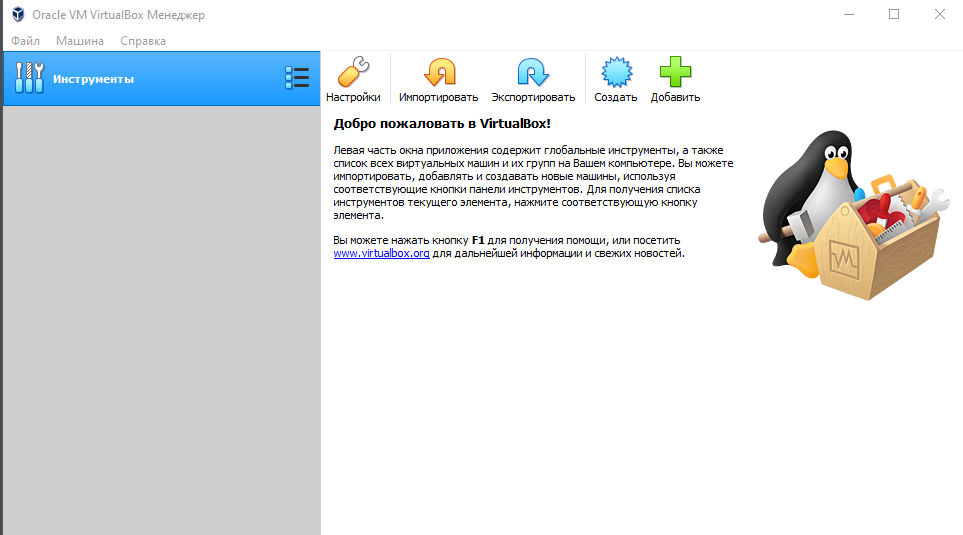 Oracle VM VirtualBox Менеджер
Файл Машина Справка
Инструменты
Настройки Импортировать Экспортировать Создать Добавить
Добро пожаловать в VirtualBox!
Левая часть окна приложения содержит глобальные инструменты, а также
список всех виртуальных машин и их групп на Вашем компьютере. Вы можете
импортировать, добавлять и создавать новые машины, используя
соответствующие кнопки панели инструментов. Для получения списка
инструментов текущего элемента, нажмите соответствующую кнопку
элемента.
Вы можете нажать кнопку F1 для получения помощи, или посетить
www.virtualbox.org для дальнейшей информации и свежих новостей.